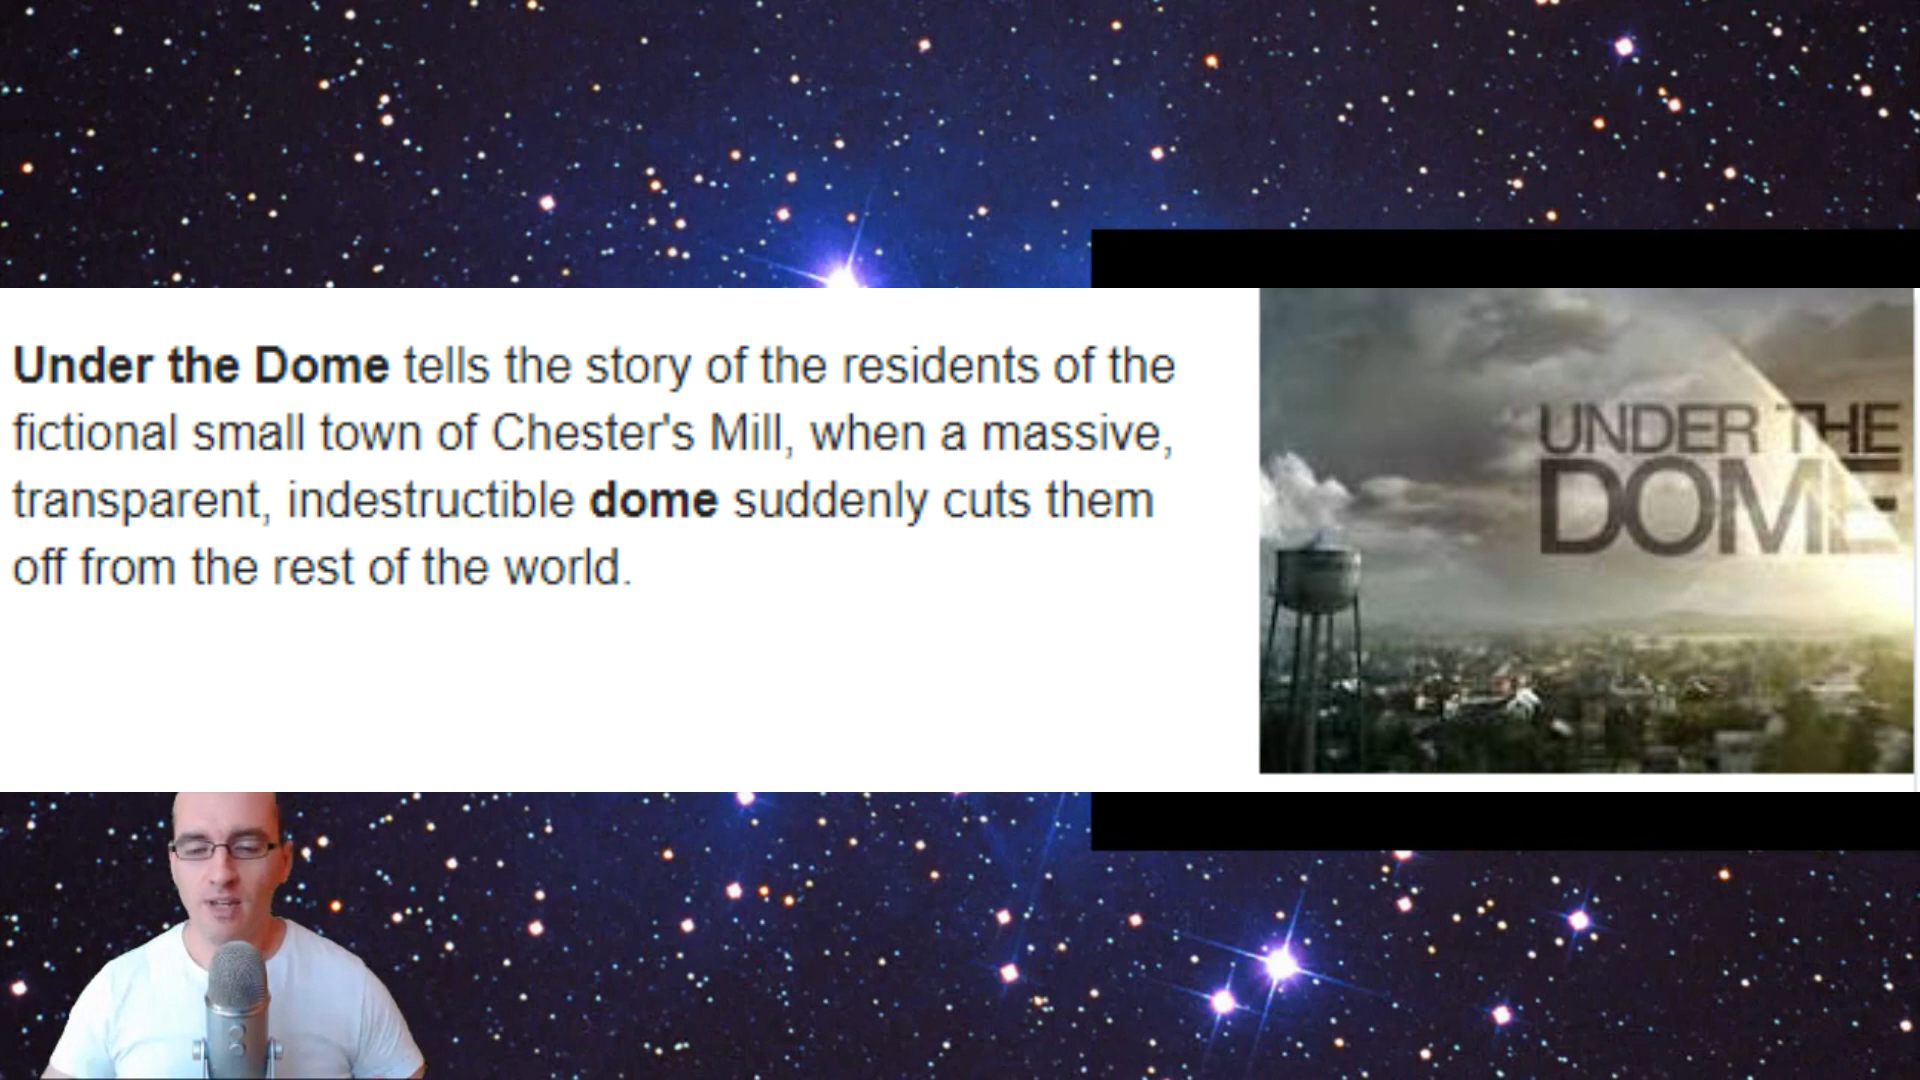 Under the Dome tells the story of the residents of the
fictional small town of Chester's Mill, when a massive,
transparent, indestructible dome suddenly cuts them
off from the rest of the world.
UNDER THE
DOME